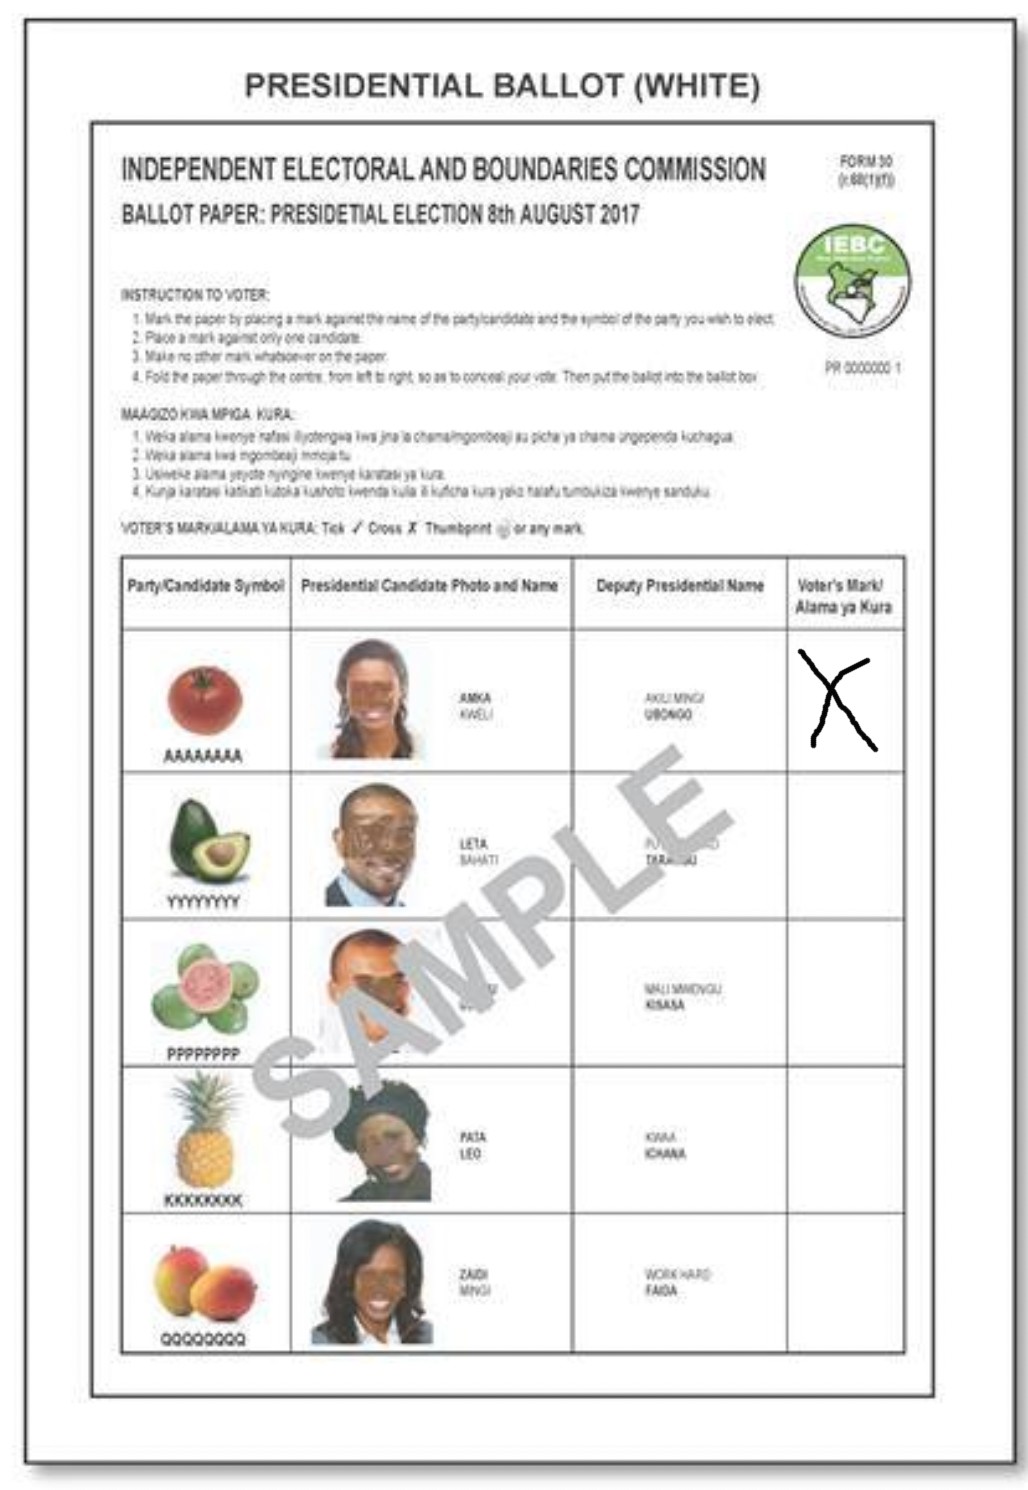 PRESIDENTIAL BALLOT (WHITE)
INDEPENDENT ELECTORAL AND BOUNDARIES COMMISSION
FORM 30
(r.68(1)(f))
BALLOT PAPER: PRESIDETIAL ELECTION 8th AUGUST 2017
IEBC
INSTRUCTION TO VOTER:
1. Mark the paper by placing a mark against the name of the party/candidate and the symbol of the party you wish to elect.
2. Place a mark against only one candidate.
3. Make no other mark whatsoever on the paper.
4. Fold the paper through the centre, from left to right, so as to conceal your vote. Then put the ballot into the ballot box
PR 0000000 1
MAAGIZO KWA MPIGA KURA:
1. Weka alama kwenye nafasi iliyotengwa kwa jina la chama/mgombeaji au picha ya chama ungependa kuchagua.
2. Weka alama kwa mgombeaji mmoja tu.
3. Usiweke alama yeyote nyingine kwenye karatasi ya kura.
4. Kunja karatasi katikati kutoka kushoto kwenda kulia ili kuficha kura yako halafu tumbukiza kwenye sanduku.
VOTER'S MARK/ALAMA YA KURA: Tick ✓ Cross ✗ Thumbprint or any mark.
Party/Candidate Symbol Presidential Candidate Photo and Name Deputy Presidential Name Voter's Mark/
Alama ya Kura
AMKA AKILI MINGI X
KWELI UBONGO
AAAAAAAA
LETA
BAHATI
YYYYYYYY
MALI MWENGU
KISASA
PPPPPPPP
PATA KWAA
LEO ICHANA
KKKKKKKK
ZAIDI WORK HARD
MINGI FAIDA
QQQQQQQQ
SAMPLE